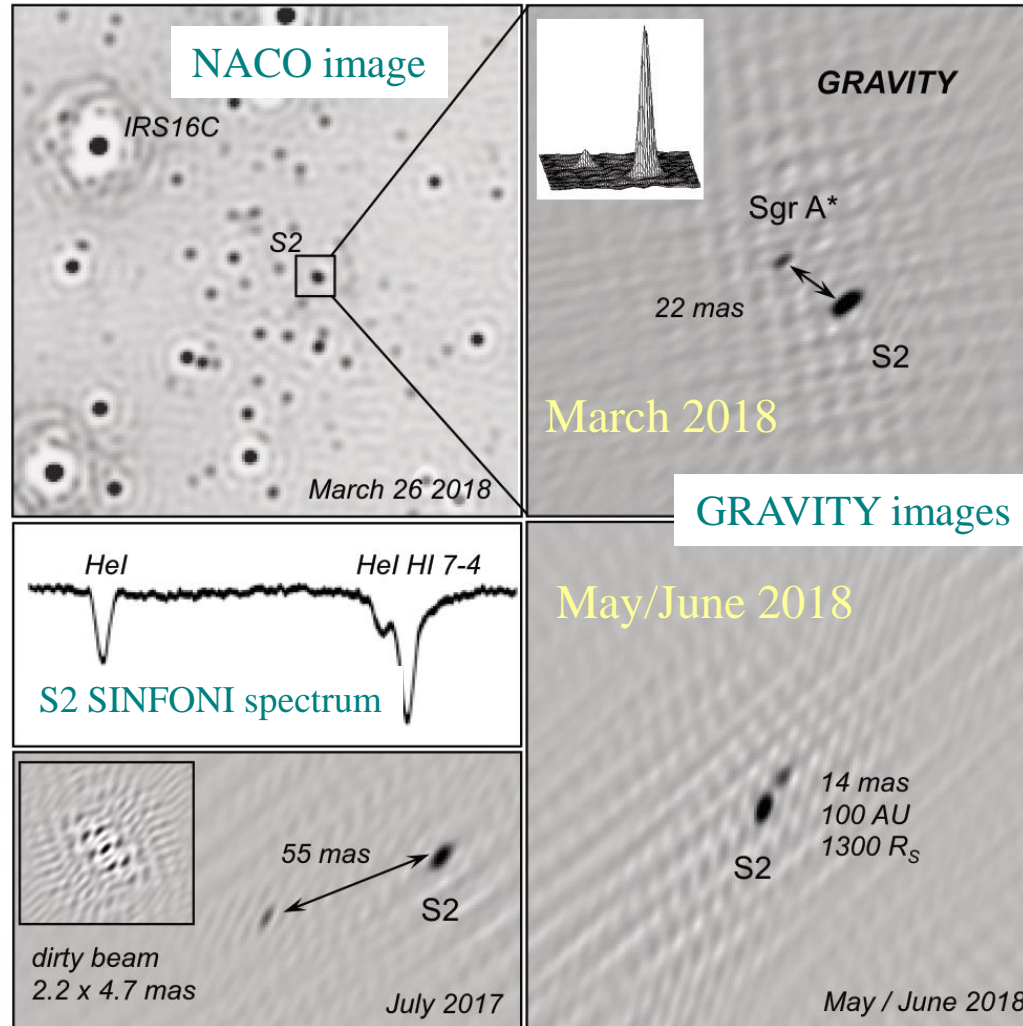 NACO image
IRS16C
S2
March 26 2018
GRAVITY
Sgr A*
22 mas
S2
March 2018
GRAVITY images
HeI
HeI HI 7-4
S2 SINFONI spectrum
May/June 2018
14 mas
100 AU
1300 R_S
S2
May / June 2018
55 mas
S2
dirty beam
2.2 x 4.7 mas
July 2017